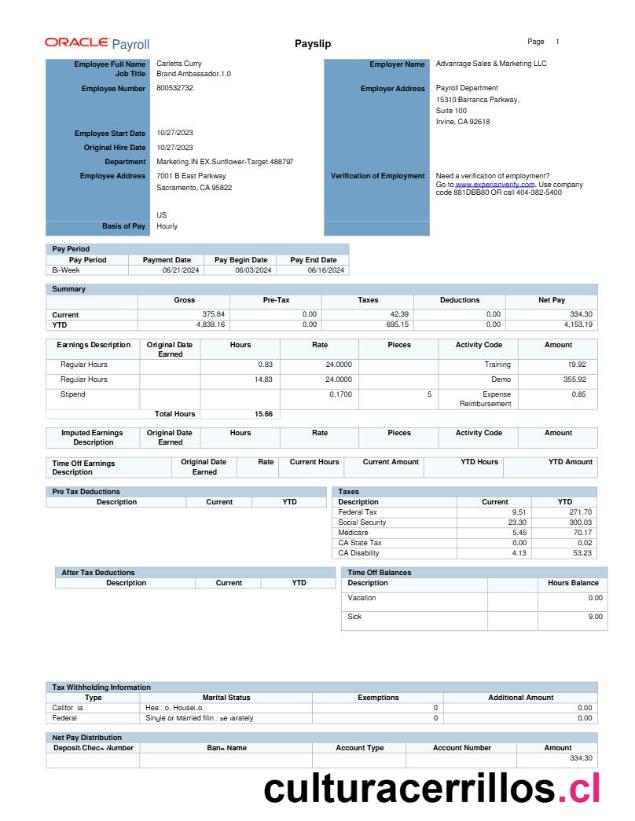 ORACLE Payroll
Payslip
Page 1
Employee Full Name Carletta Curry
Job Title Brand Ambassador.1.0
Employee Number 800532732
Employer Name Advantage Sales & Marketing LLC
Employer Address Payroll Department
15310 Barranca Parkway,
Suite 100
Irvine, CA 92618
Employee Start Date 10/27/2023
Original Hire Date 10/27/2023
Department Marketing.IN EX.Sunflower-Target.488797
Employee Address 7001 B East Parkway
Sacramento, CA 95822
US
Basis of Pay Hourly
Verification of Employment Need a verification of employment?
Go to www.experianverify.com. Use company
code 881DBB80 OR call 404-382-5400
Pay Period
Pay Period Payment Date Pay Begin Date Pay End Date
Bi-Week 06/21/2024 06/03/2024 06/16/2024
Summary
Gross Pre-Tax Taxes Deductions Net Pay
Current 375.84 0.00 42.39 0.00 334.30
YTD 4,839.16 0.00 695.15 0.00 4,153.19
Earnings Description Original Date Earned Hours Rate Pieces Activity Code Amount
Regular Hours 0.83 24.0000 Training 19.92
Regular Hours 14.83 24.0000 Demo 355.92
Stipend 0.1700 5 Expense Reimbursement 0.85
Total Hours 15.66
Imputed Earnings Description Original Date Earned Hours Rate Pieces Activity Code Amount
Time Off Earnings Description Original Date Earned Rate Current Hours Current Amount YTD Hours YTD Amount
Pre Tax Deductions
Description Current YTD
Taxes
Description Current YTD
Federal Tax 9.51 271.70
Social Security 23.30 300.03
Medicare 5.45 70.17
CA State Tax 0.00 0.02
CA Disability 4.13 53.23
After Tax Deductions
Description Current YTD
Time Off Balances
Description Hours Balance
Vacation 0.00
Sick 9.00
Tax Withholding Information
Type Marital Status Exemptions Additional Amount
0 0.00
Federal Single or Married 0 0.00
Net Pay Distribution
Deposit/Check Number Bank Name Account Type Account Number Amount
334.30
culturacerrillos.cl